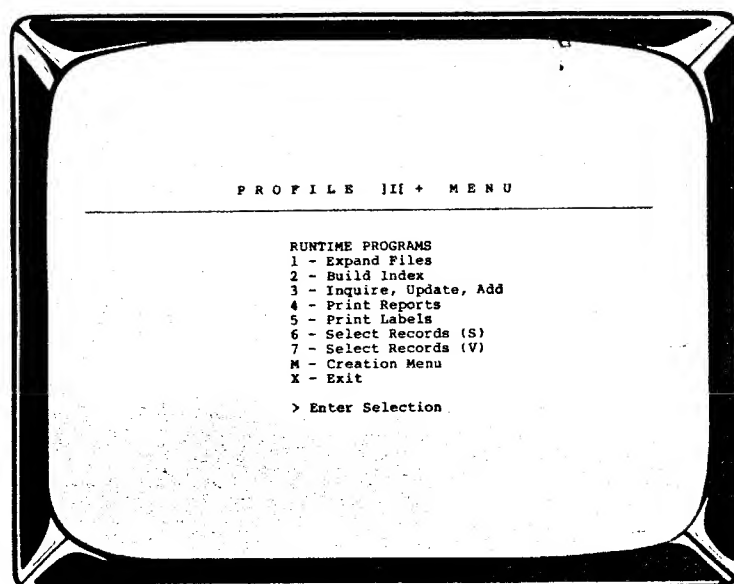 P R O F I L E ]I[ + M E N U
RUNTIME PROGRAMS
1 - Expand Files
2 - Build Index
3 - Inquire, Update, Add
4 - Print Reports
5 - Print Labels
6 - Select Records (S)
7 - Select Records (V)
M - Creation Menu
X - Exit
> Enter Selection